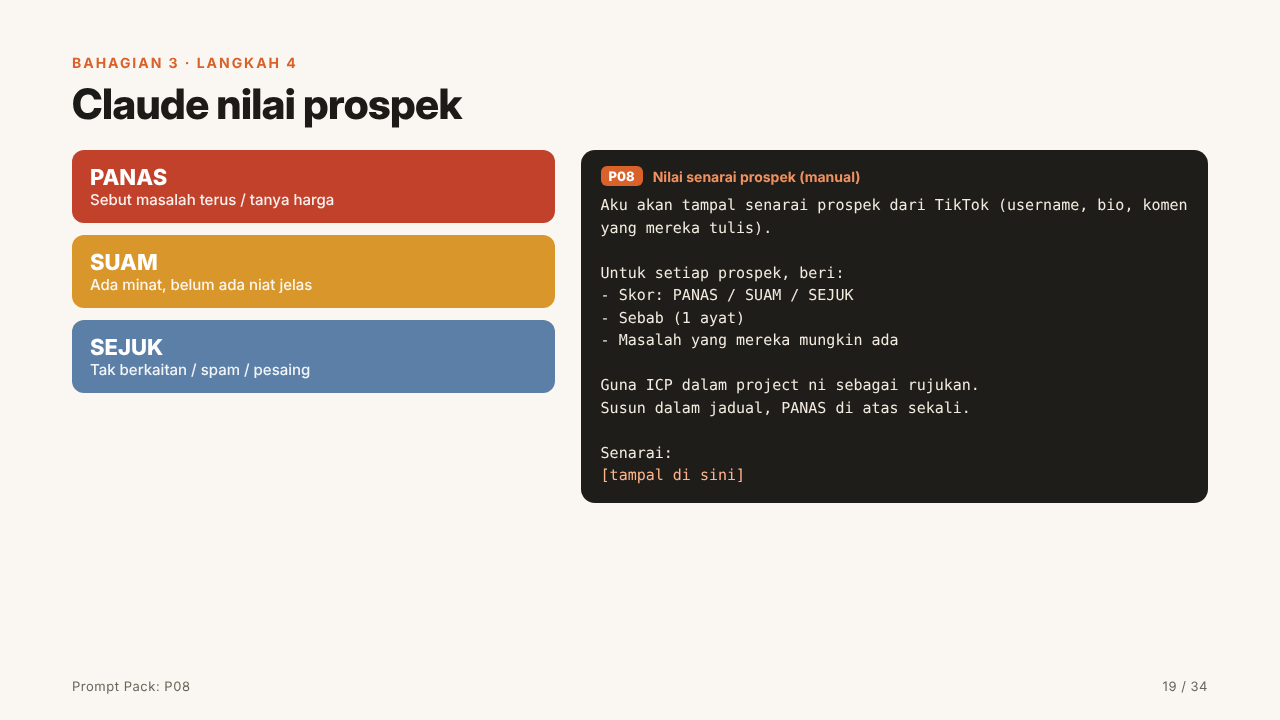 BAHAGIAN 3 · LANGKAH 4
Claude nilai prospek
PANAS
Sebut masalah terus / tanya harga
SUAM
Ada minat, belum ada niat jelas
SEJUK
Tak berkaitan / spam / pesaing
P08 Nilai senarai prospek (manual)
Aku akan tampal senarai prospek dari TikTok (username, bio, komen
yang mereka tulis).
Untuk setiap prospek, beri:
- Skor: PANAS / SUAM / SEJUK
- Sebab (1 ayat)
- Masalah yang mereka mungkin ada
Guna ICP dalam project ni sebagai rujukan.
Susun dalam jadual, PANAS di atas sekali.
Senarai:
[tampal di sini]
Prompt Pack: P08
19 / 34